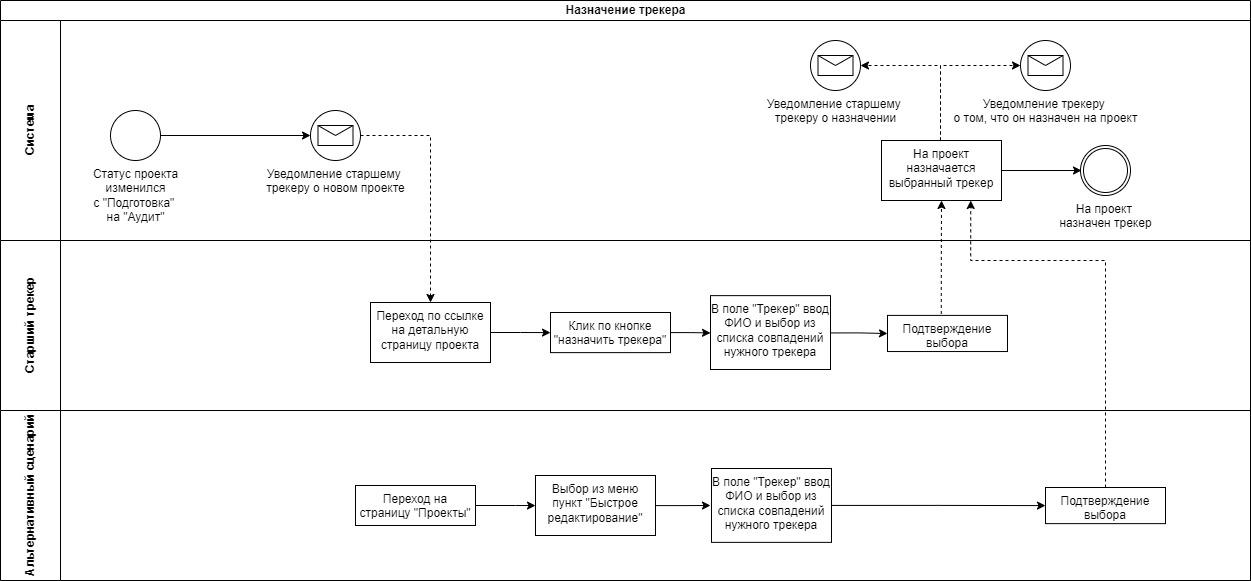 Назначение трекера
Система
Статус проекта
изменился
с "Подготовка"
на "Аудит"
Уведомление старшему
трекеру о новом проекте
Уведомление старшему
трекеру о назначении
Уведомление трекеру
о том, что он назначен на проект
На проект
назначается
выбранный трекер
На проект
назначен трекер
Старший трекер
Переход по ссылке
на детальную
страницу проекта
Клик по кнопке
"назначить трекера"
В поле "Трекер" ввод
ФИО и выбор из
списка совпадений
нужного трекера
Подтверждение
выбора
Альтернативный сценарий
Переход на
страницу "Проекты"
Выбор из меню
пункт "Быстрое
редактирование"
В поле "Трекер" ввод
ФИО и выбор из
списка совпадений
нужного трекера
Подтверждение
выбора